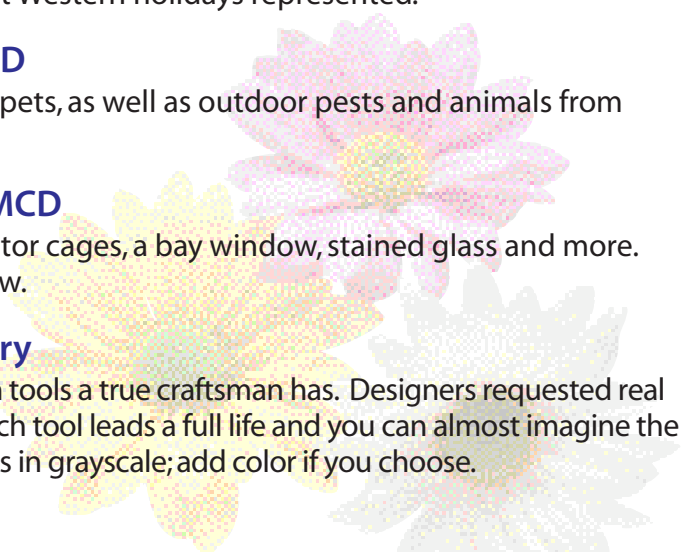 t Western holidays represented.
D
pets, as well as outdoor pests and animals from
MCD
tor cages, a bay window, stained glass and more.
w.
ry
n tools a true craftsman has. Designers requested real
ch tool leads a full life and you can almost imagine the
s in grayscale; add color if you choose.